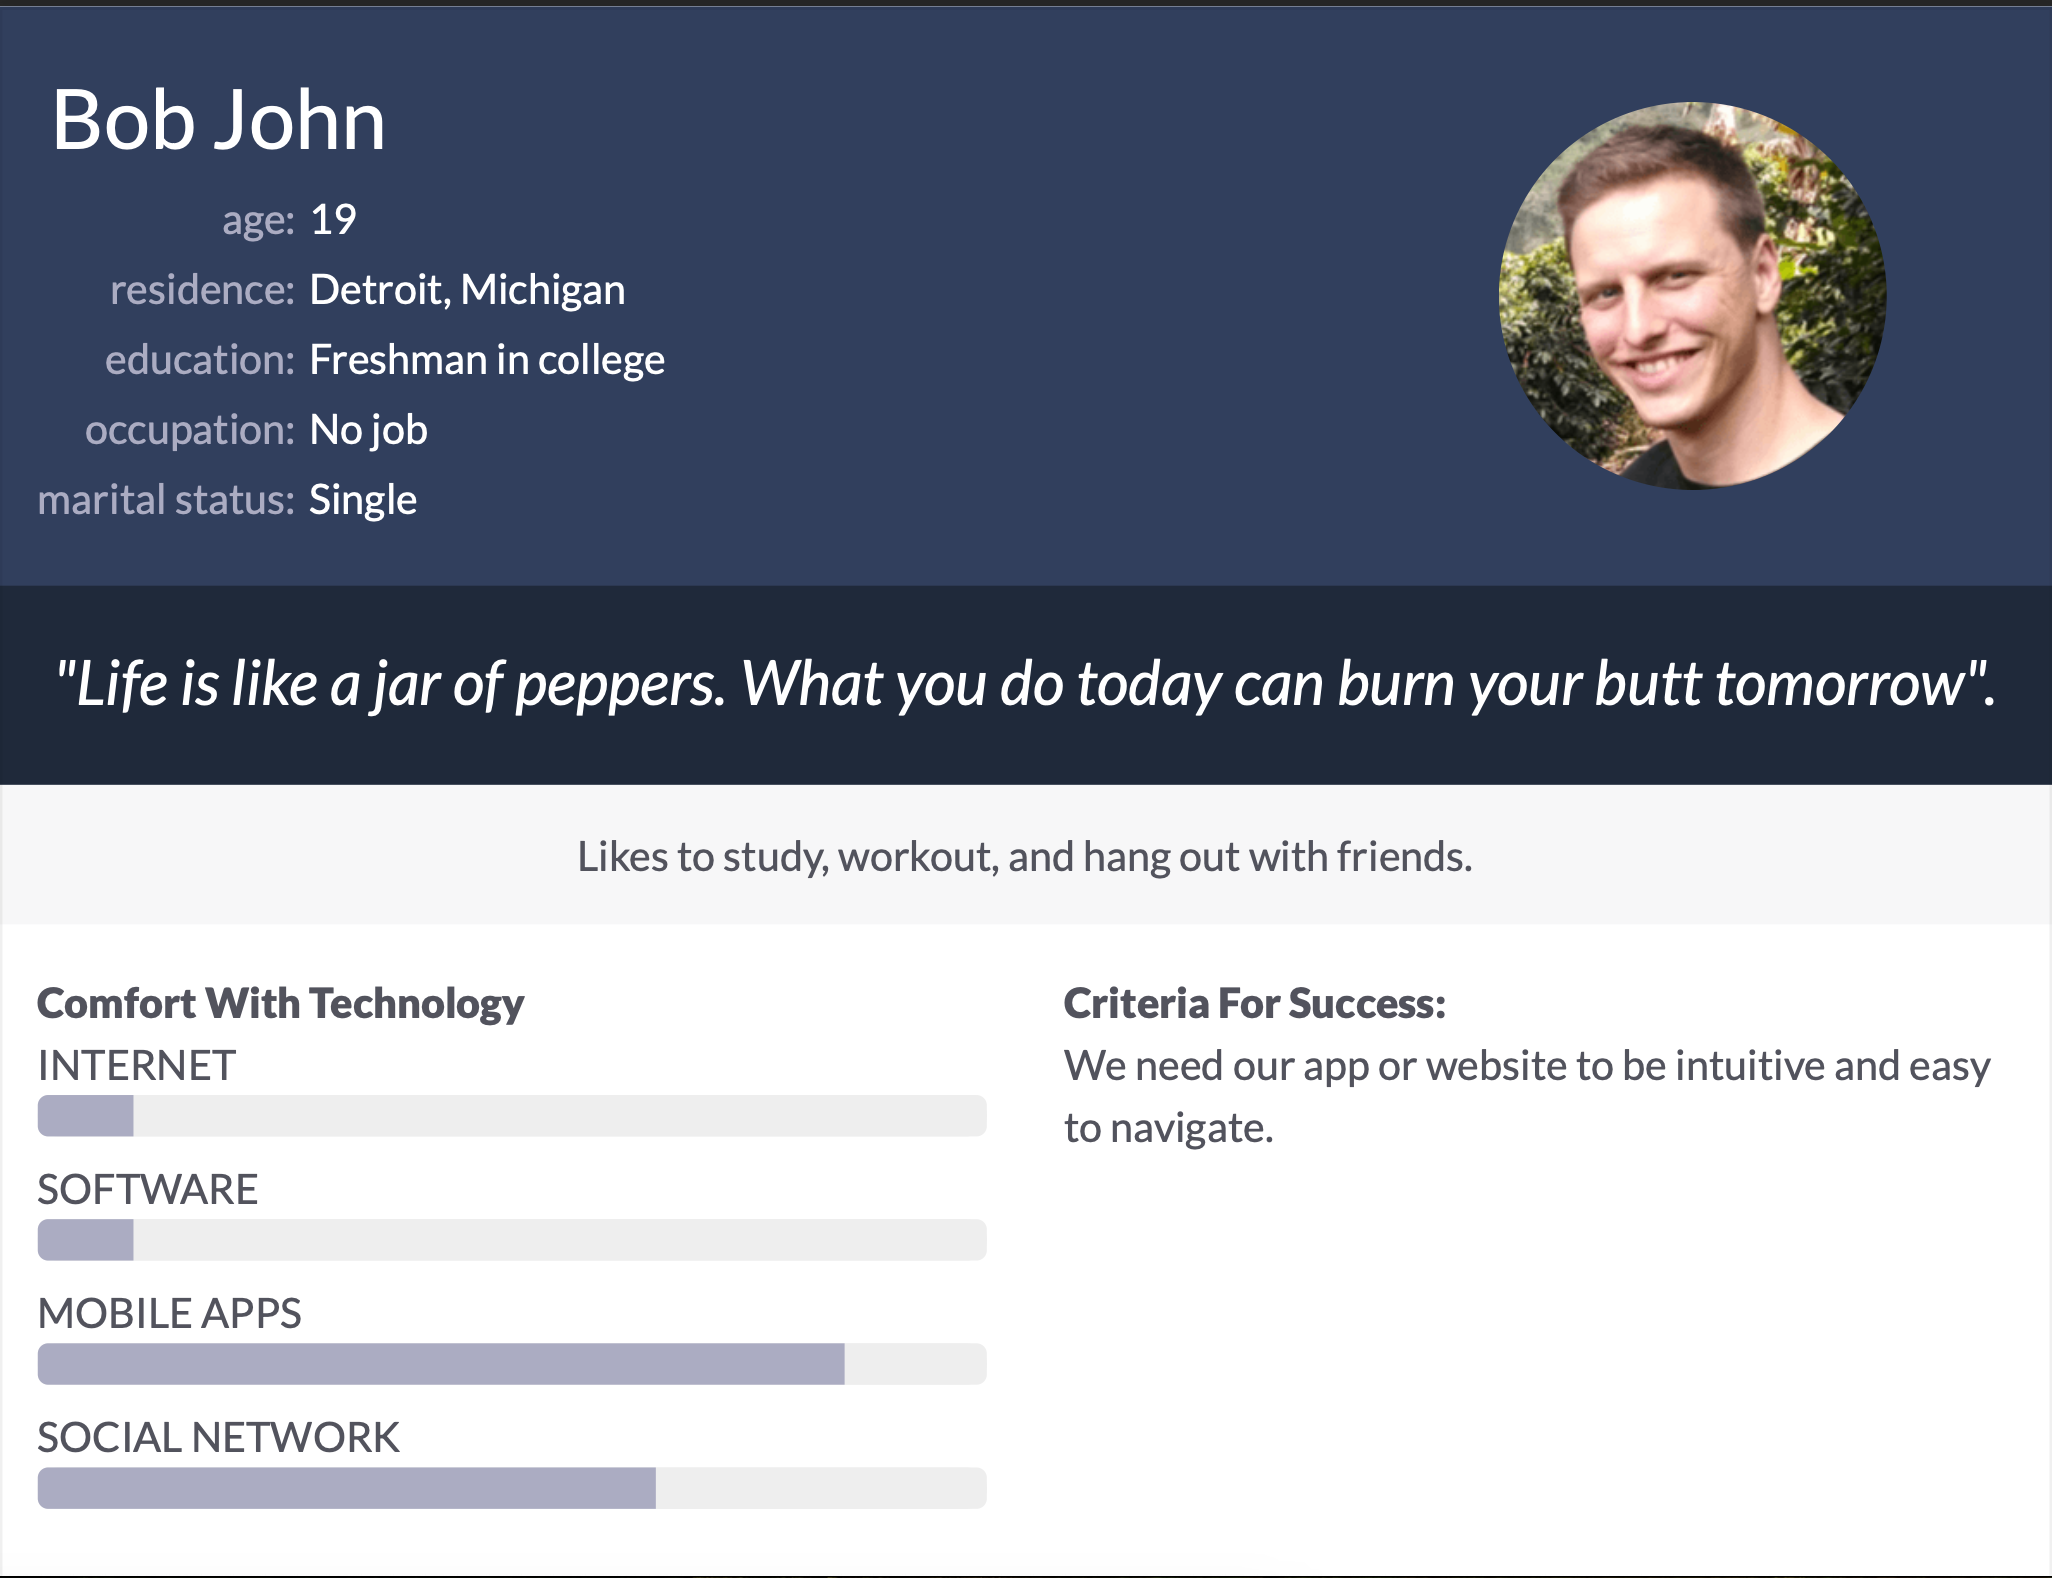 Bob John
age: 19
residence: Detroit, Michigan
education: Freshman in college
occupation: No job
marital status: Single
"Life is like a jar of peppers. What you do today can burn your butt tomorrow".
Likes to study, workout, and hang out with friends.
Comfort With Technology
INTERNET
SOFTWARE
MOBILE APPS
SOCIAL NETWORK
Criteria For Success:
We need our app or website to be intuitive and easy
to navigate.